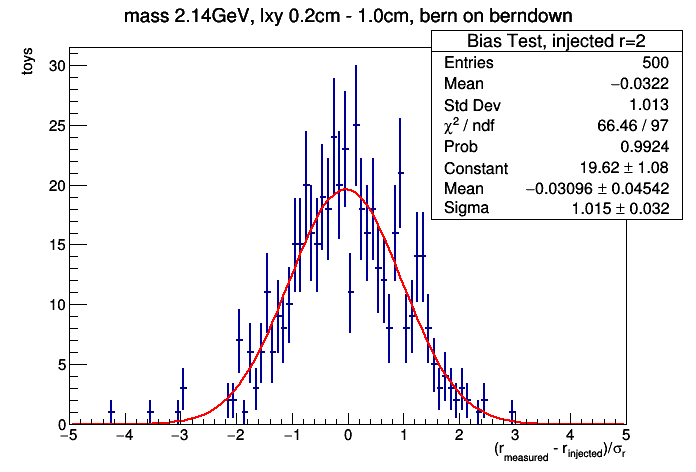 mass 2.14GeV, lxy 0.2cm - 1.0cm, bern on berndown
toys
Bias Test, injected r=2
Entries 500
Mean −0.0322
Std Dev 1.013
χ² / ndf 66.46 / 97
Prob 0.9924
Constant 19.62 ± 1.08
Mean −0.03096 ± 0.04542
Sigma 1.015 ± 0.032
30
25
20
15
10
5
0
−5 −4 −3 −2 −1 0 1 2 3 4 5
(r_measured - r_injected)/σ_r